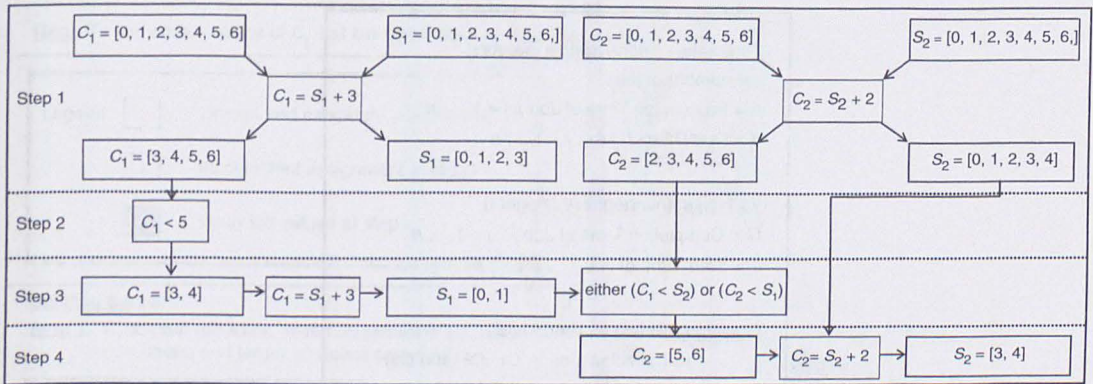 C₁ = [0, 1, 2, 3, 4, 5, 6]
S₁ = [0, 1, 2, 3, 4, 5, 6,]
C₂ = [0, 1, 2, 3, 4, 5, 6]
S₂ = [0, 1, 2, 3, 4, 5, 6,]
Step 1
C₁ = S₁ + 3
C₂ = S₂ + 2
C₁ = [3, 4, 5, 6]
S₁ = [0, 1, 2, 3]
C₂ = [2, 3, 4, 5, 6]
S₂ = [0, 1, 2, 3, 4]
Step 2
C₁ < 5
Step 3
C₁ = [3, 4]
C₁ = S₁ + 3
S₁ = [0, 1]
either (C₁ < S₂) or (C₂ < S₁)
Step 4
C₂ = [5, 6]
C₂ = S₂ + 2
S₂ = [3, 4]